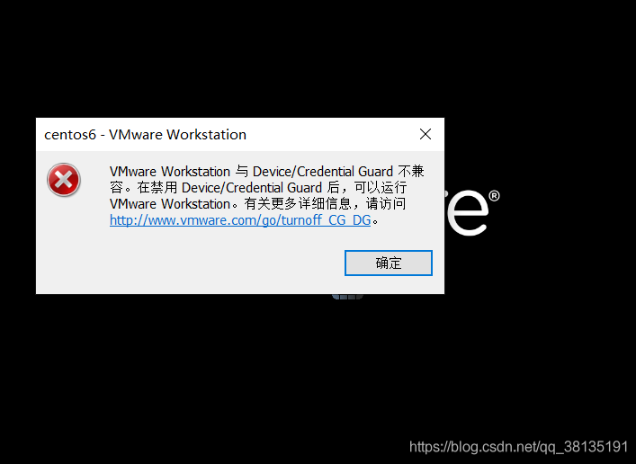 centos6 - VMware Workstation
VMware Workstation 与 Device/Credential Guard 不兼
容。在禁用 Device/Credential Guard 后，可以运行
VMware Workstation。有关更多详细信息，请访问
http://www.vmware.com/go/turnoff_CG_DG。
re®
确定
https://blog.csdn.net/qq_38135191